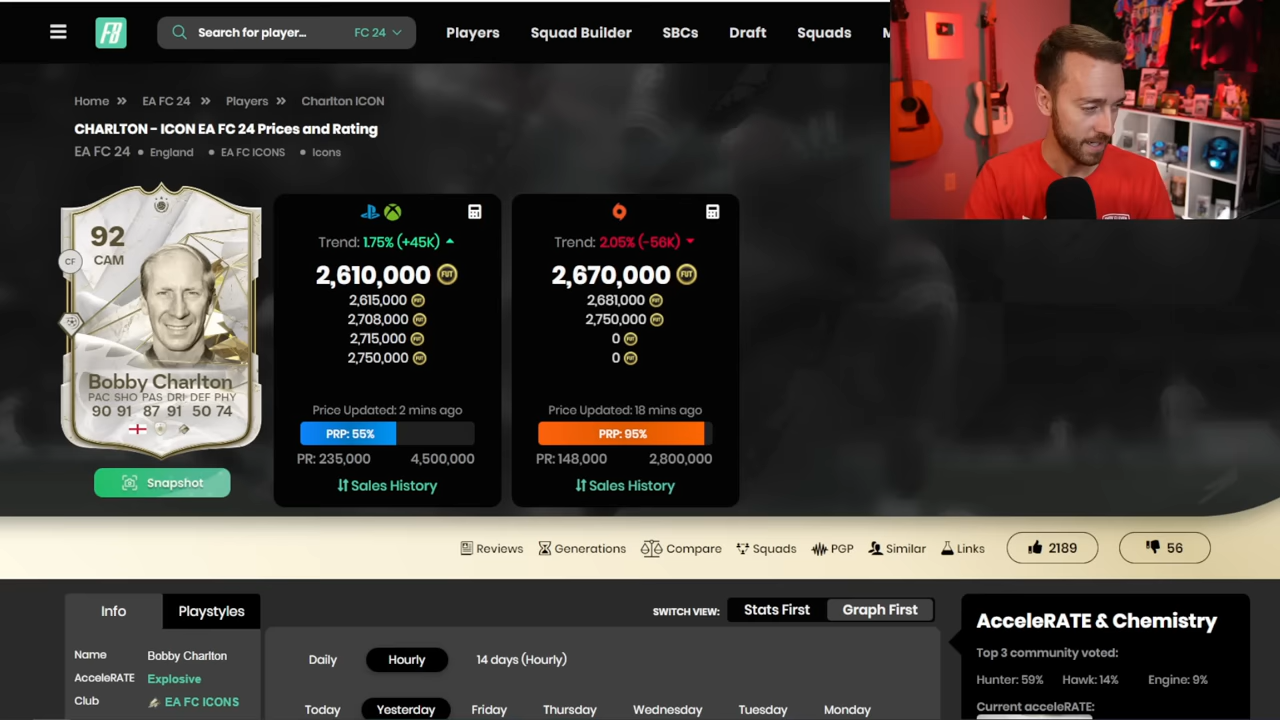 FB
Search for player...
FC 24
Players
Squad Builder
SBCs
Draft
Squads
M
Home » EA FC 24 » Players » Charlton ICON
CHARLTON - ICON EA FC 24 Prices and Rating
EA FC 24 • England • EA FC ICONS • Icons
92
CAM
CF
Bobby Charlton
PAC SHO PAS DRI DEF PHY
90 91 87 91 50 74
Snapshot
Trend: 1.75% (+45K)
2,610,000
2,615,000
2,708,000
2,715,000
2,750,000
Price Updated: 2 mins ago
PRP: 55%
PR: 235,000 4,500,000
Sales History
Trend: 2.05% (-56K)
2,670,000
2,681,000
2,750,000
0
0
Price Updated: 18 mins ago
PRP: 95%
PR: 148,000 2,800,000
Sales History
Reviews
Generations
Compare
Squads
PGP
Similar
Links
2189
56
Info
Playstyles
Name Bobby Charlton
AcceleRATE Explosive
Club EA FC ICONS
SWITCH VIEW:
Stats First
Graph First
Daily
Hourly
14 days (Hourly)
Today
Yesterday
Friday
Thursday
Wednesday
Tuesday
Monday
AcceleRATE & Chemistry
Top 3 community voted:
Hunter: 59% Hawk: 14% Engine: 9%
Current acceleRATE: